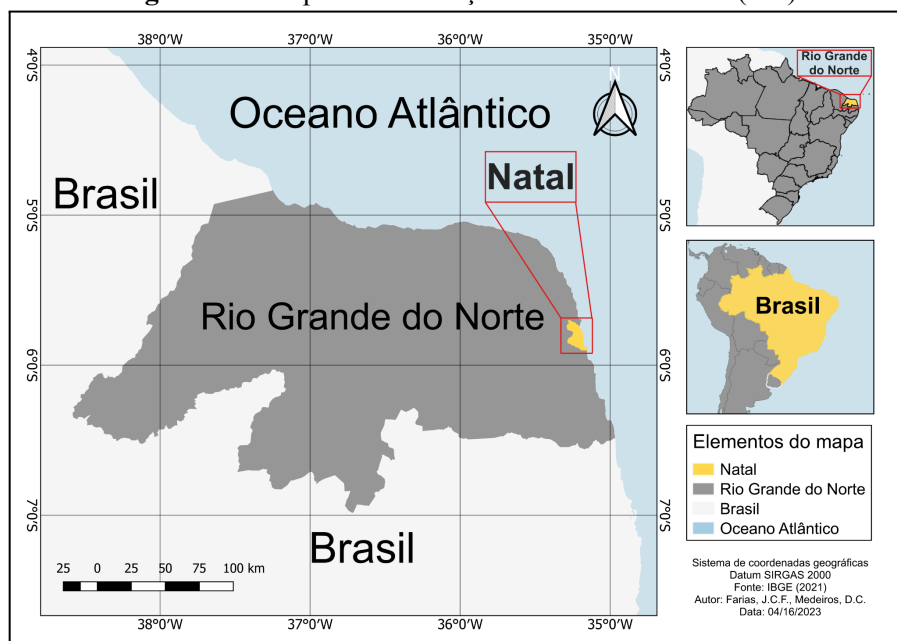 38°0'W 37°0'W 36°0'W 35°0'W
4°0'S 4°0'S
N
Oceano Atlântico
Natal
Brasil
5°0'S 5°0'S
Rio Grande do Norte
6°0'S 6°0'S
7°0'S 7°0'S
Brasil
25 0 25 50 75 100 km
38°0'W 37°0'W 36°0'W 35°0'W
Rio Grande
do Norte
Brasil
Elementos do mapa
Natal
Rio Grande do Norte
Brasil
Oceano Atlântico
Sistema de coordenadas geográficas
Datum SIRGAS 2000
Fonte: IBGE (2021)
Autor: Farias, J.C.F., Medeiros, D.C.
Data: 04/16/2023